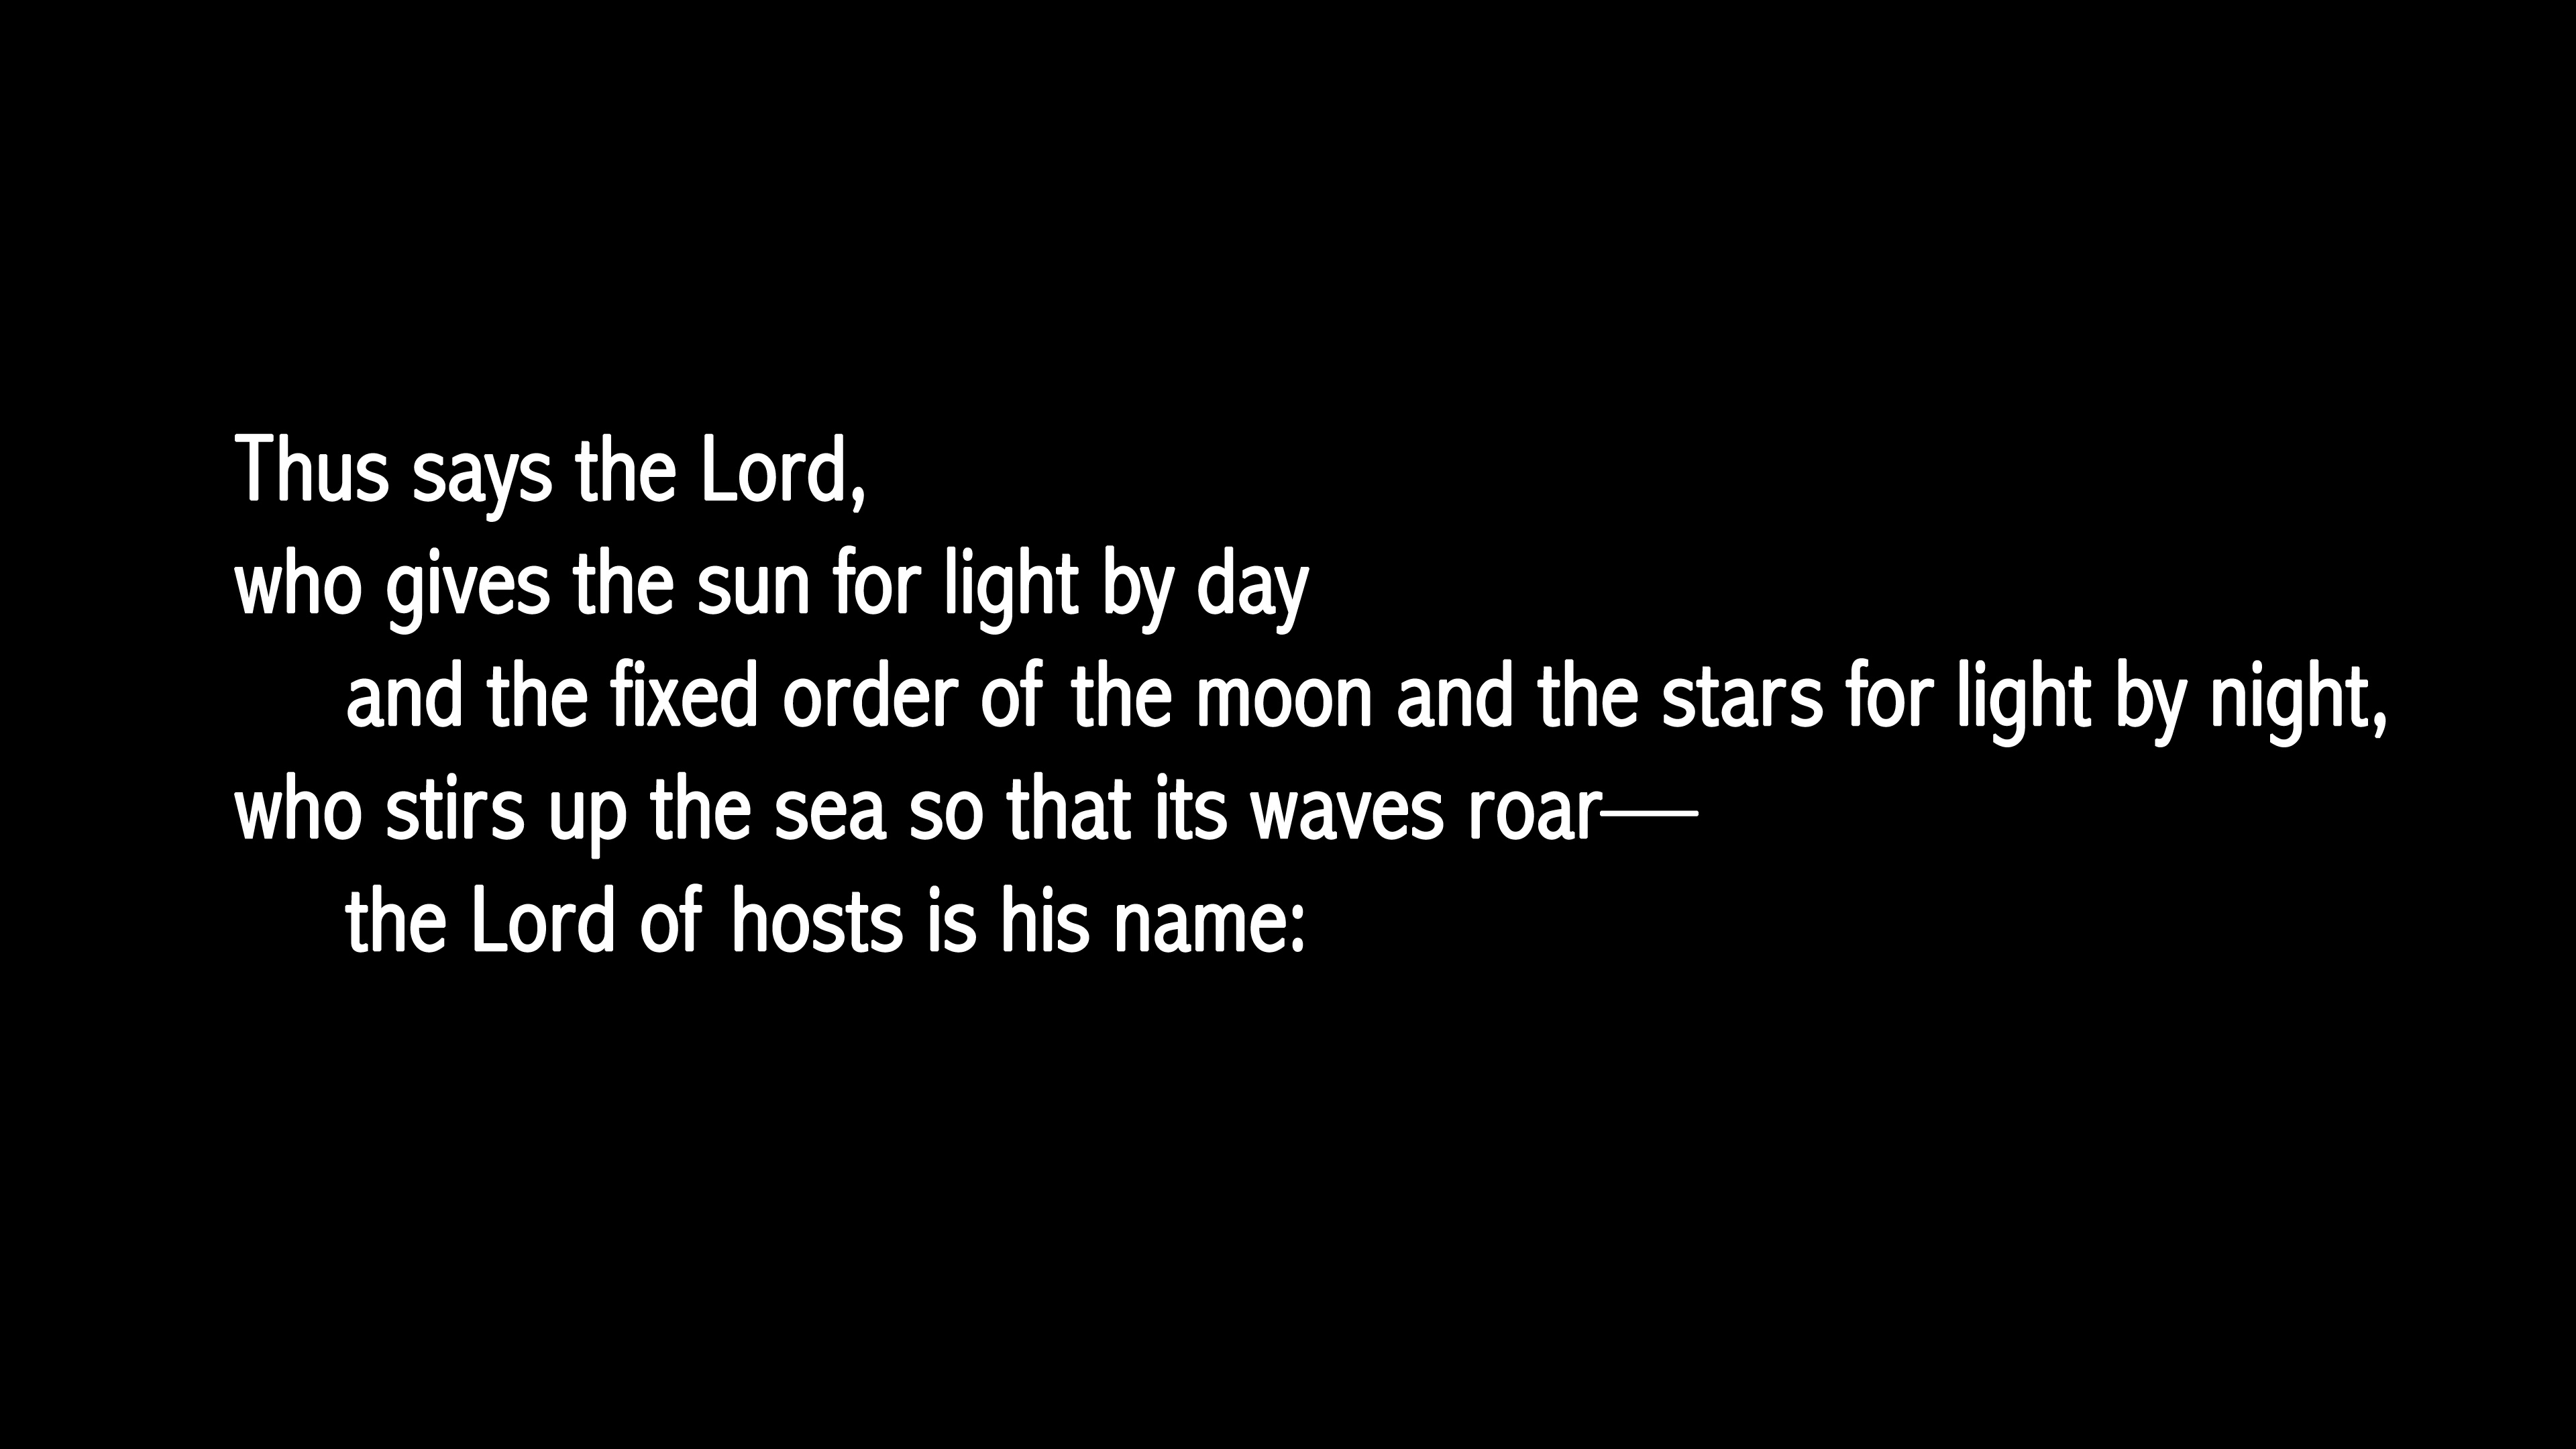 Thus says the Lord,
who gives the sun for light by day
and the fixed order of the moon and the stars for light by night,
who stirs up the sea so that its waves roar—
the Lord of hosts is his name: